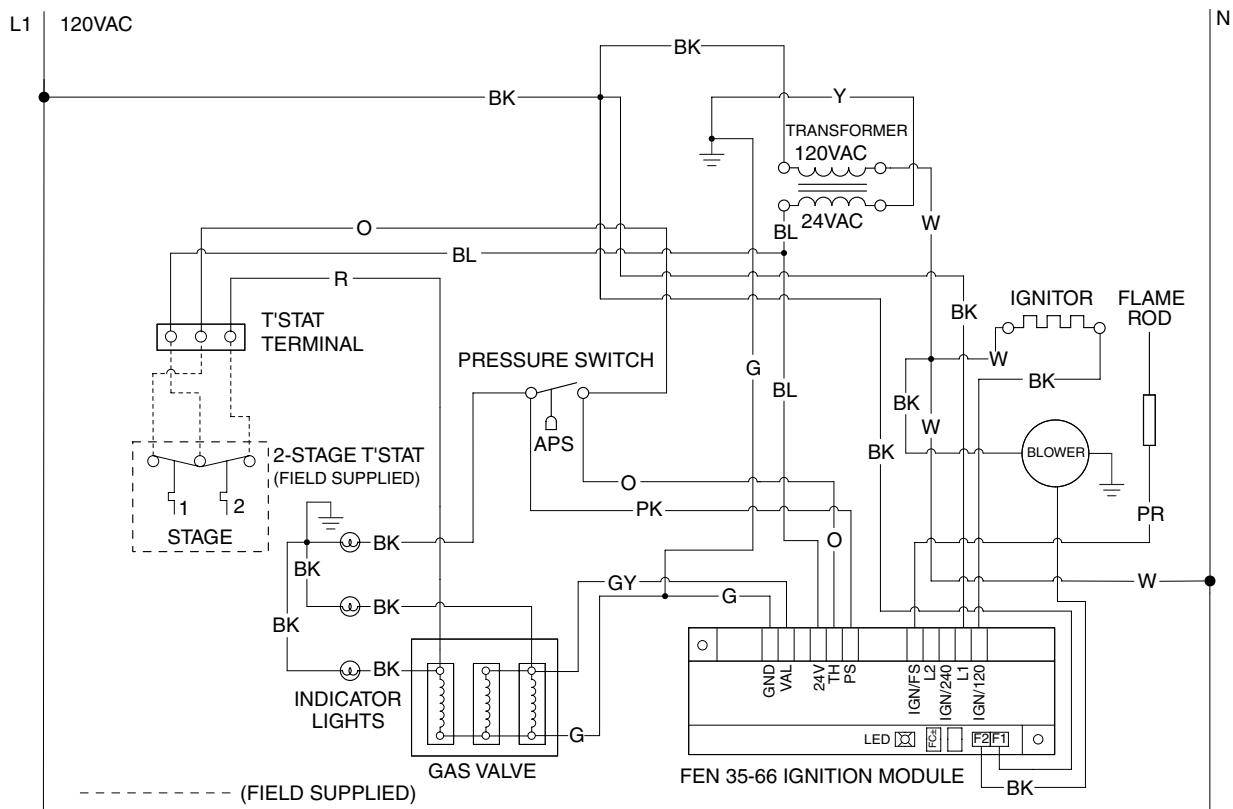 L1
120VAC
N
BK
BK
Y
TRANSFORMER
120VAC
24VAC
O
BL
W
BL
R
T'STAT
TERMINAL
IGNITOR
FLAME
ROD
BK
PRESSURE SWITCH
G
W
BK
BL
BK
W
APS
BK
BLOWER
2-STAGE T'STAT
(FIELD SUPPLIED)
1
2
STAGE
O
PK
PR
O
BK
BK
GY
W
BK
BK
G
BK
INDICATOR
LIGHTS
G
GAS VALVE
GND
VAL
24V
TH
PS
IGN/FS
L2
IGN/240
L1
IGN/120
LED
FC±
F2
F1
FEN 35-66 IGNITION MODULE
BK
(FIELD SUPPLIED)